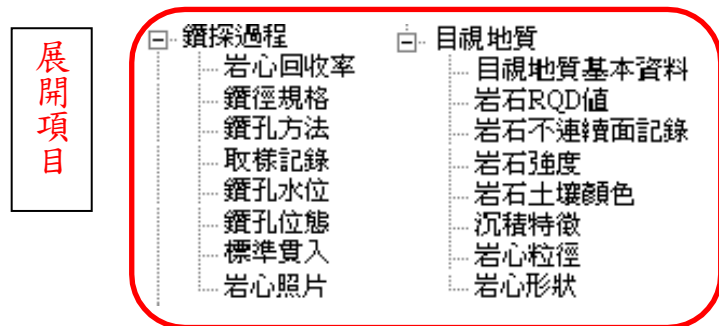 展開項目
鑽探過程
岩心回收率
鑽徑規格
鑽孔方法
取樣記錄
鑽孔水位
鑽孔位態
標準貫入
岩心照片
目視地質
目視地質基本資料
岩石RQD値
岩石不連續面記錄
岩石強度
岩石土壤顏色
沉積特徵
岩心粒徑
岩心形狀